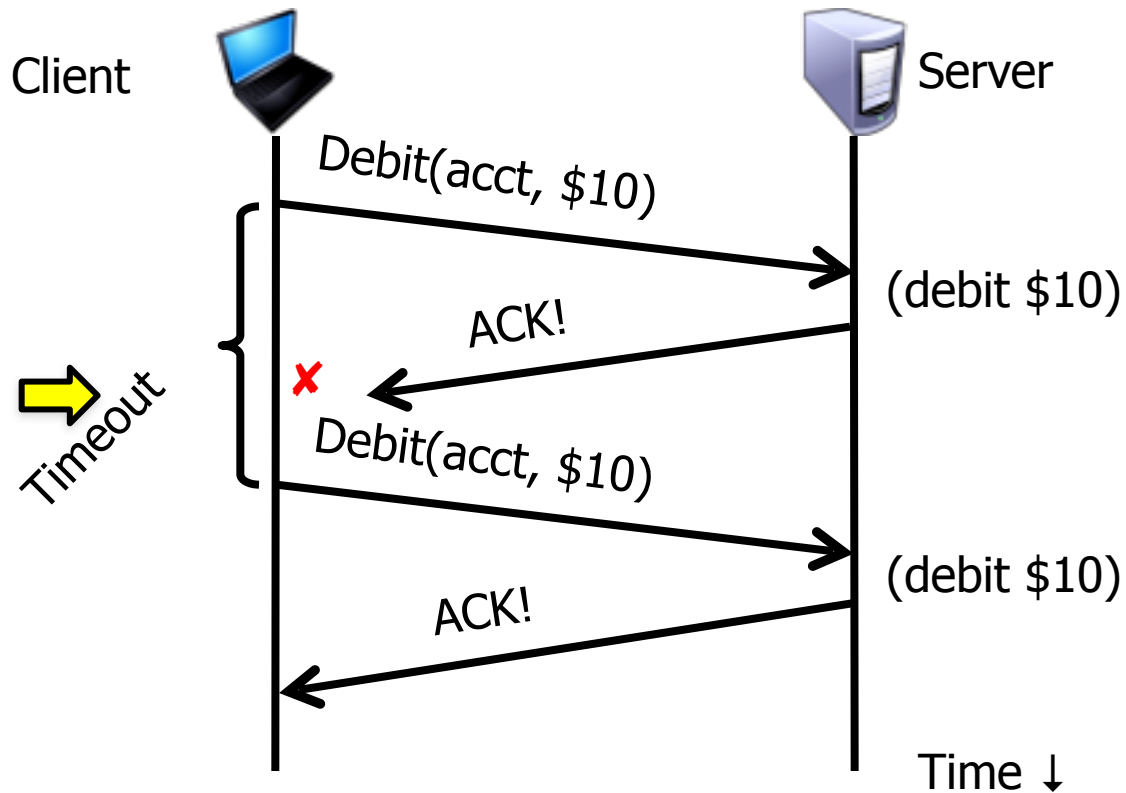 Client
Server
Debit(acct, $10)
(debit $10)
ACK!
Timeout
Debit(acct, $10)
(debit $10)
ACK!
Time ↓